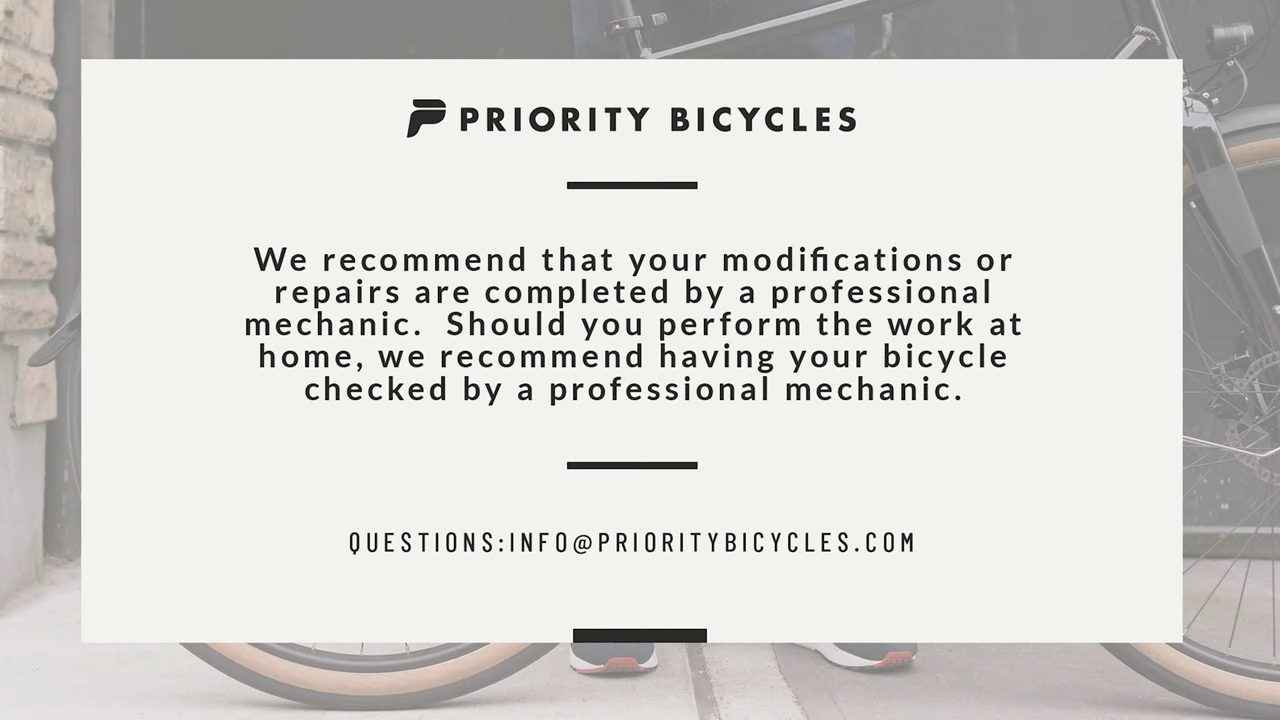 PRIORITY BICYCLES
We recommend that your modifications or
repairs are completed by a professional
mechanic.  Should you perform the work at
home, we recommend having your bicycle
checked by a professional mechanic.
QUESTIONS:INFO@PRIORITYBICYCLES.COM